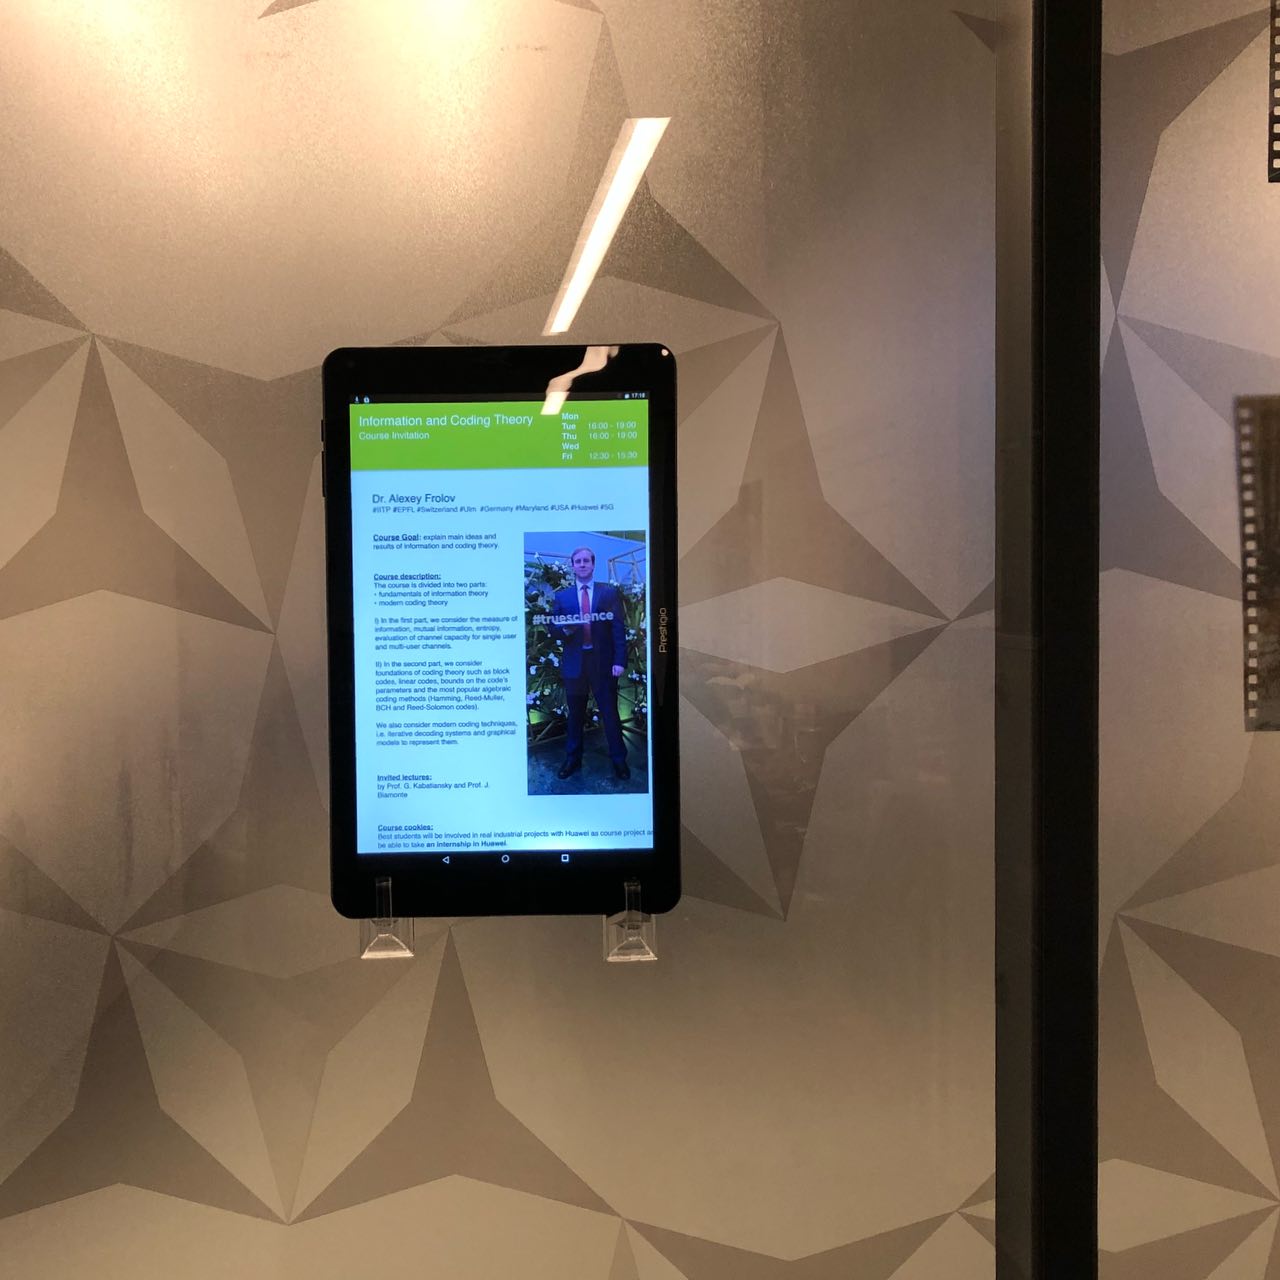 17:18
Information and Coding Theory
Course Invitation
Mon
Tue 16:00 - 19:00
Thu 16:00 - 19:00
Wed
Fri 12:30 - 15:30
Dr. Alexey Frolov
#IITP #EPFL #Switzerland #Ulm #Germany #Maryland #USA #Huawei #5G
Course Goal: explain main ideas and
results of information and coding theory.
Course description:
The course is divided into two parts:
• fundamentals of information theory
• modern coding theory
I) In the first part, we consider the measure of
information, mutual information, entropy,
evaluation of channel capacity for single user
and multi-user channels.
II) In the second part, we consider
foundations of coding theory such as block
codes, linear codes, bounds on the code's
parameters and the most popular algebraic
coding methods (Hamming, Reed-Muller,
BCH and Reed-Solomon codes).
We also consider modern coding techniques,
i.e. iterative decoding systems and graphical
models to represent them.
#truescience
Invited lectures:
by Prof. G. Kabatiansky and Prof. J.
Biamonte
Course cookies:
Best students will be involved in real industrial projects with Huawei as course project an
be able to take an internship in Huawei.
Prestigio